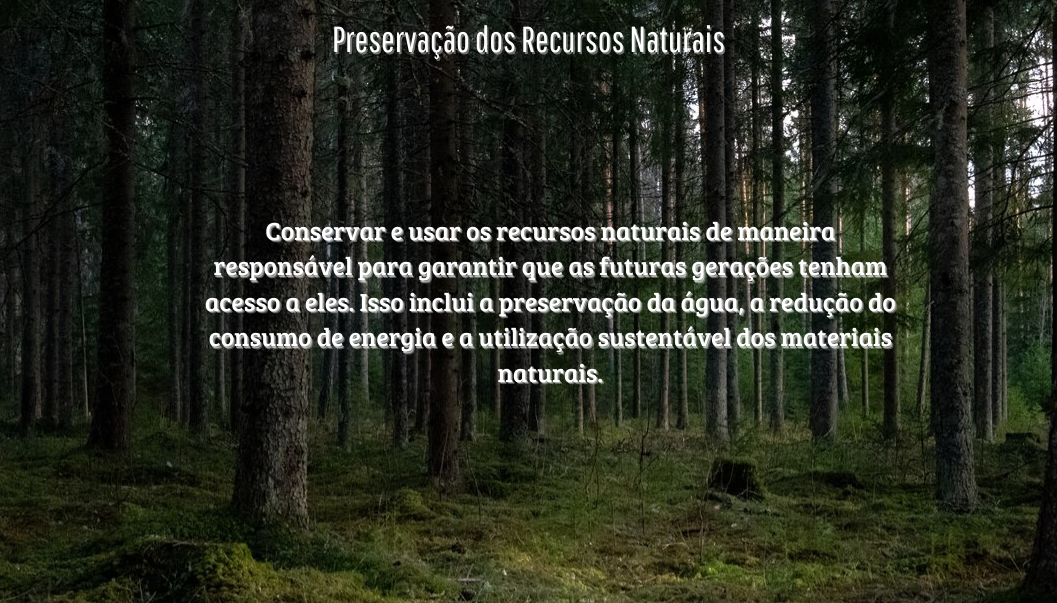 Preservação dos Recursos Naturais
Conservar e usar os recursos naturais de maneira
responsável para garantir que as futuras gerações tenham
acesso a eles. Isso inclui a preservação da água, a redução do
consumo de energia e a utilização sustentável dos materiais
naturais.